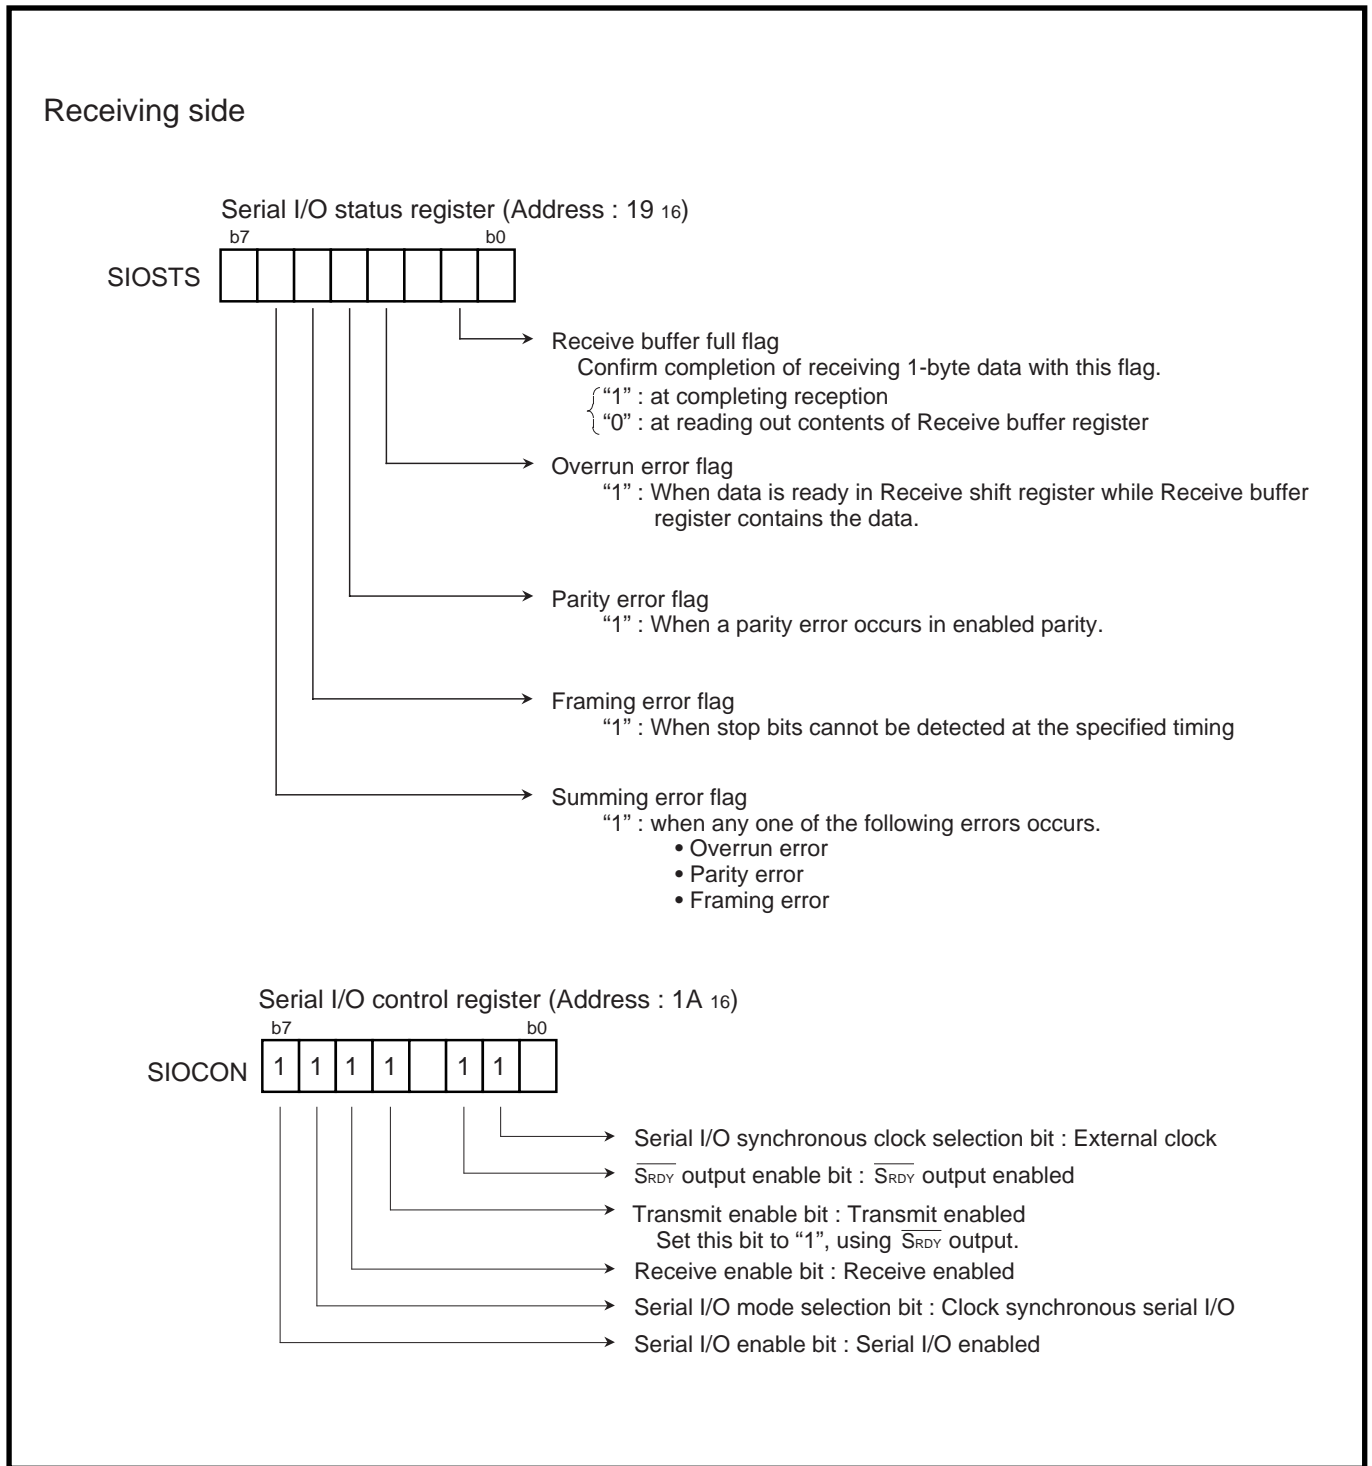 Receiving side
Serial I/O status register (Address : 19 16)
b7 b0
SIOSTS
Receive buffer full flag
Confirm completion of receiving 1-byte data with this flag.
“1” : at completing reception
“0” : at reading out contents of Receive buffer register
Overrun error flag
“1” : When data is ready in Receive shift register while Receive buffer
register contains the data.
Parity error flag
“1” : When a parity error occurs in enabled parity.
Framing error flag
“1” : When stop bits cannot be detected at the specified timing
Summing error flag
“1” : when any one of the following errors occurs.
• Overrun error
• Parity error
• Framing error
Serial I/O control register (Address : 1A 16)
b7 b0
SIOCON 1 1 1 1 1 1
Serial I/O synchronous clock selection bit : External clock
S̅R̅D̅Y̅ output enable bit : S̅R̅D̅Y̅ output enabled
Transmit enable bit : Transmit enabled
Set this bit to “1”, using S̅R̅D̅Y̅ output.
Receive enable bit : Receive enabled
Serial I/O mode selection bit : Clock synchronous serial I/O
Serial I/O enable bit : Serial I/O enabled